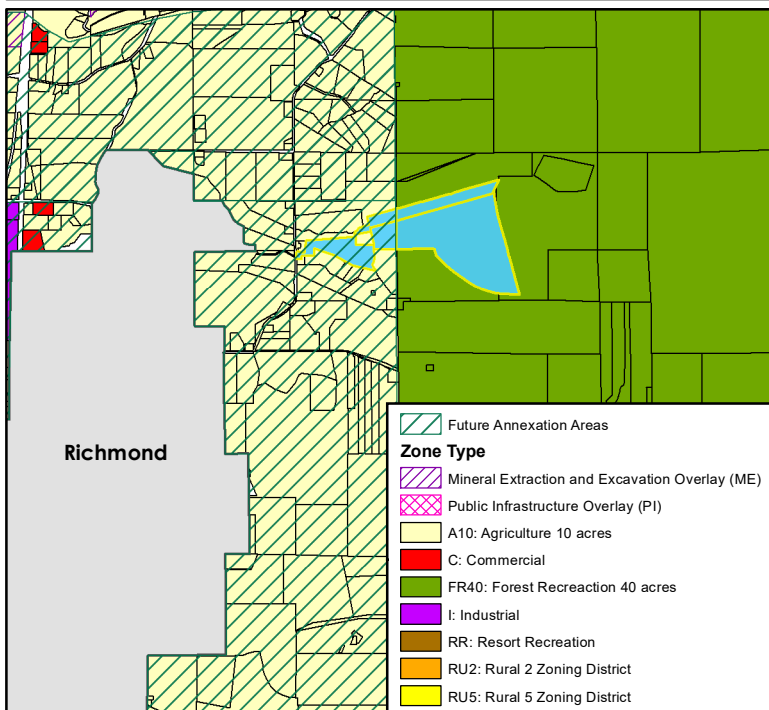 Richmond
Future Annexation Areas
Zone Type
Mineral Extraction and Excavation Overlay (ME)
Public Infrastructure Overlay (PI)
A10: Agriculture 10 acres
C: Commercial
FR40: Forest Recreaction 40 acres
I: Industrial
RR: Resort Recreation
RU2: Rural 2 Zoning District
RU5: Rural 5 Zoning District